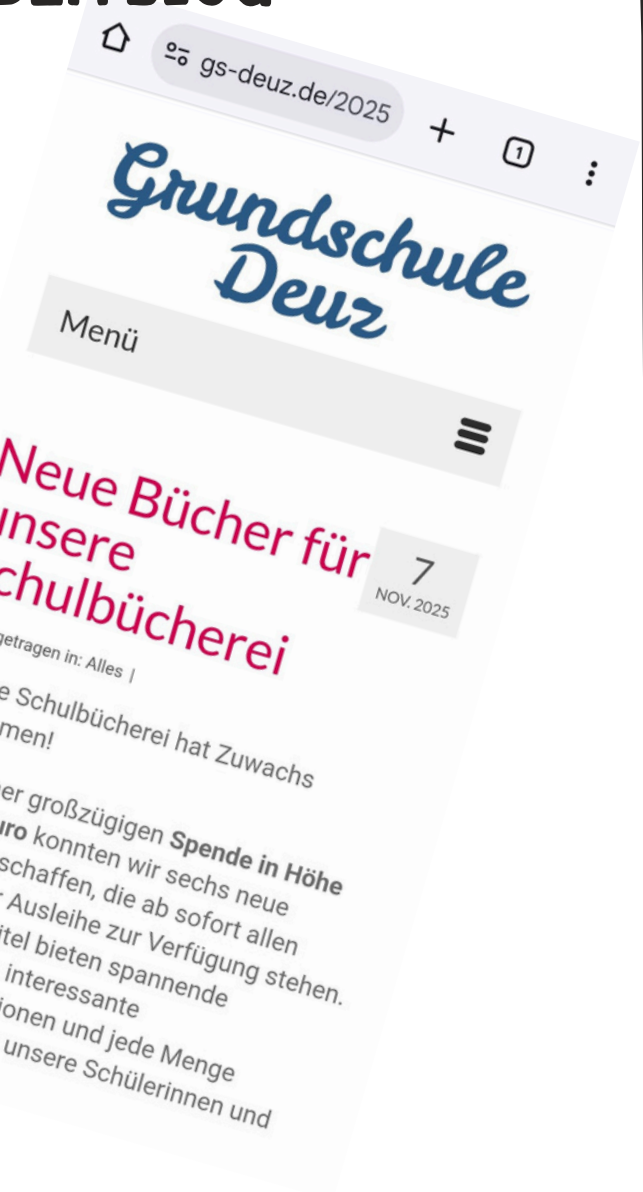 gs-deuz.de/2025
1
Grundschule
Deuz
Menü
Neue Bücher für
unsere
chulbücherei
7
NOV. 2025
getragen in: Alles |
e Schulbücherei hat Zuwachs
men!
er großzügigen Spende in Höhe
uro konnten wir sechs neue
schaffen, die ab sofort allen
r Ausleihe zur Verfügung stehen.
itel bieten spannende
interessante
ionen und jede Menge
unsere Schülerinnen und